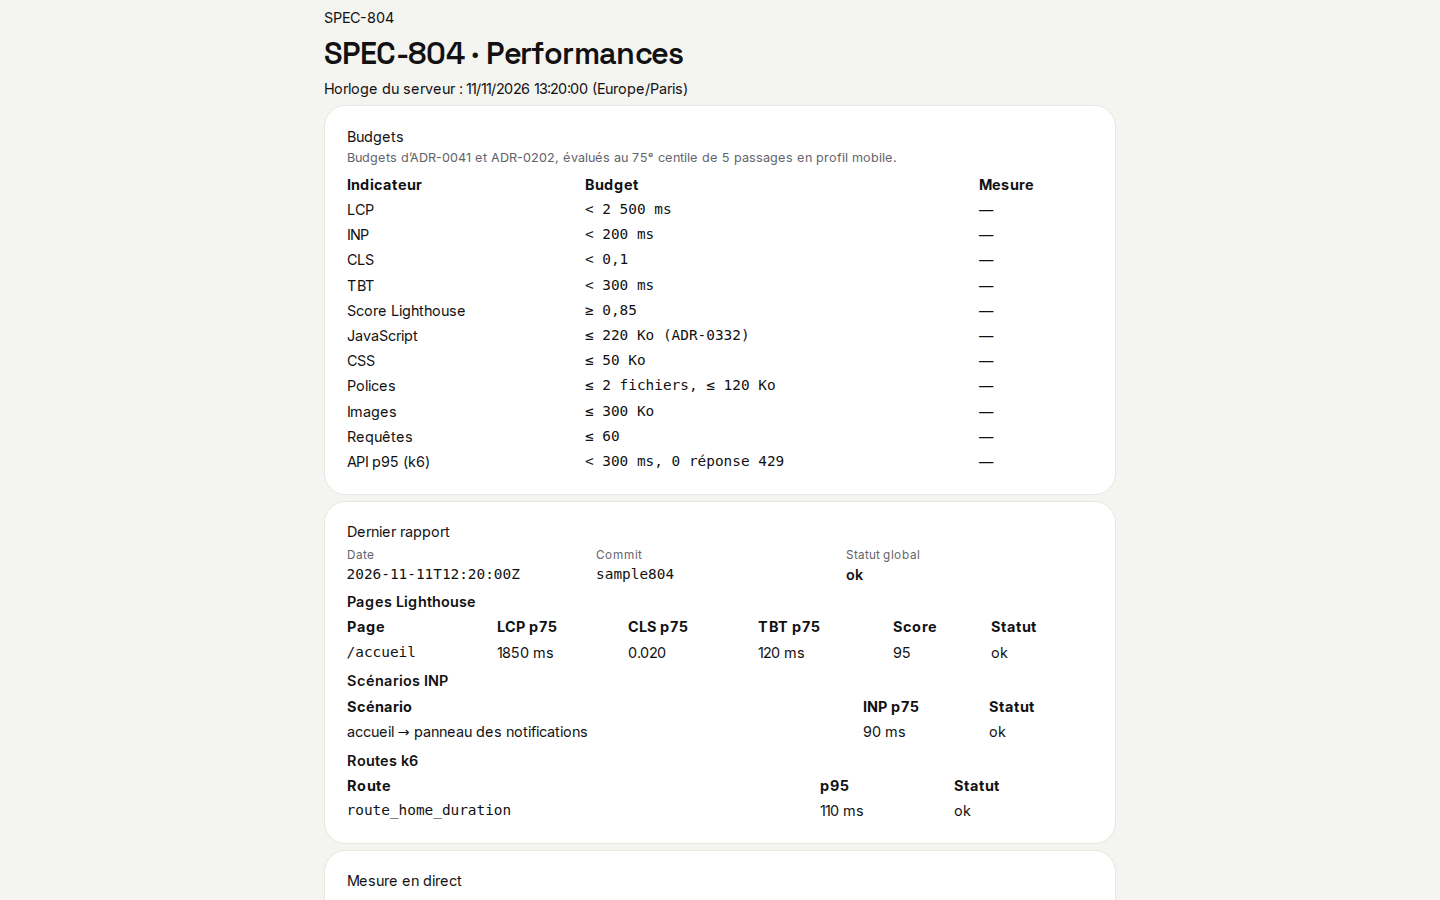 SPEC-804
SPEC-804 · Performances
Horloge du serveur : 11/11/2026 13:20:00 (Europe/Paris)
Budgets
Budgets d’ADR-0041 et ADR-0202, évalués au 75ᵉ centile de 5 passages en profil mobile.
Indicateur Budget Mesure
LCP < 2 500 ms —
INP < 200 ms —
CLS < 0,1 —
TBT < 300 ms —
Score Lighthouse ≥ 0,85 —
JavaScript ≤ 220 Ko (ADR-0332) —
CSS ≤ 50 Ko —
Polices ≤ 2 fichiers, ≤ 120 Ko —
Images ≤ 300 Ko —
Requêtes ≤ 60 —
API p95 (k6) < 300 ms, 0 réponse 429 —
Dernier rapport
Date Commit Statut global
2026-11-11T12:20:00Z sample804 ok
Pages Lighthouse
Page LCP p75 CLS p75 TBT p75 Score Statut
/accueil 1850 ms 0.020 120 ms 95 ok
Scénarios INP
Scénario INP p75 Statut
accueil → panneau des notifications 90 ms ok
Routes k6
Route p95 Statut
route_home_duration 110 ms ok
Mesure en direct